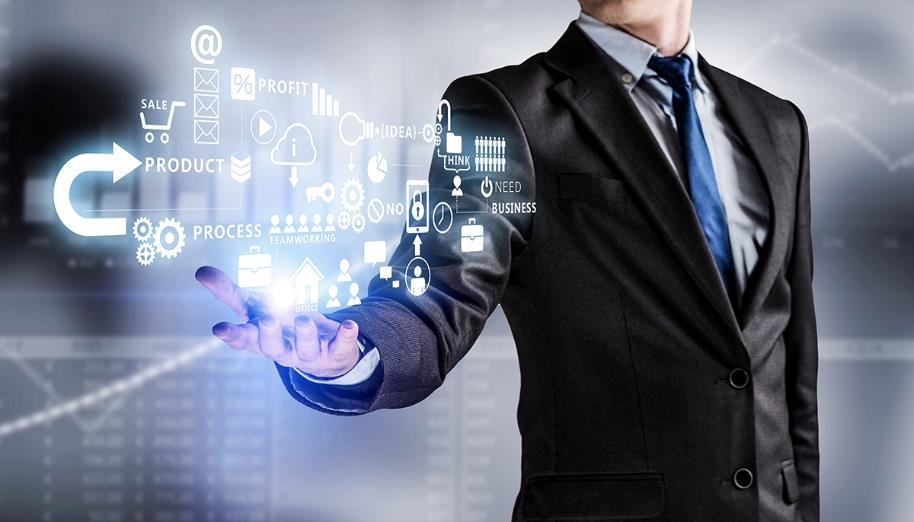 @
%
PROFIT
SALE
+(IDEA)-
PRODUCT
i
THINK
NEED
NO
BUSINESS
PROCESS
TEAMWORKING
OFFICE